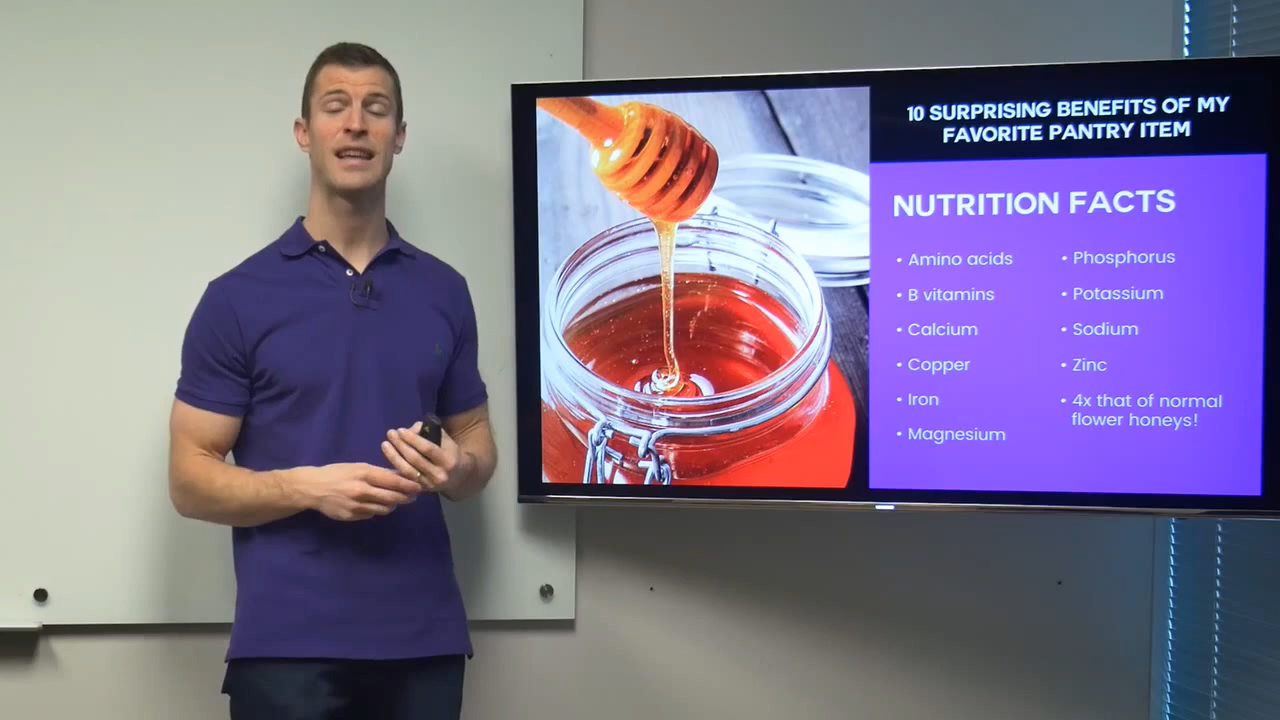 10 SURPRISING BENEFITS OF MY
FAVORITE PANTRY ITEM
NUTRITION FACTS
• Amino acids
• B vitamins
• Calcium
• Copper
• Iron
• Magnesium
• Phosphorus
• Potassium
• Sodium
• Zinc
• 4x that of normal
flower honeys!